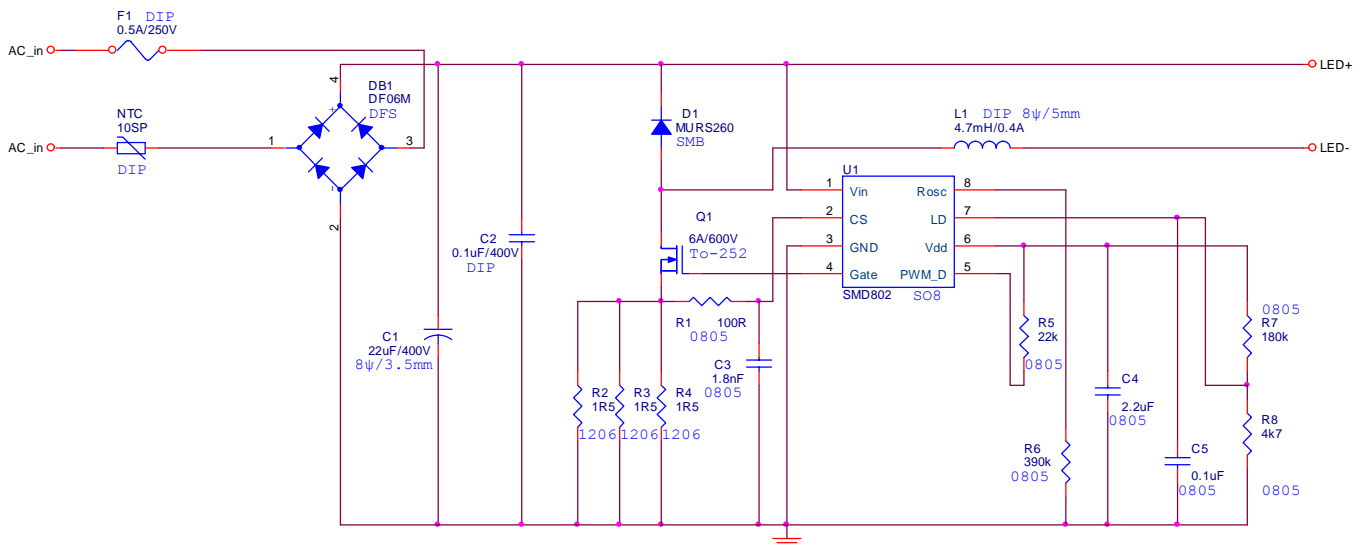 F1 DIP
0.5A/250V
AC_in
LED+
4
DB1
DF06M
DFS
+
-
1
3
2
NTC
10SP
DIP
AC_in
D1
MURS260
SMB
L1 DIP 8ψ/5mm
4.7mH/0.4A
LED-
U1
1
2
3
4
Vin
CS
GND
Gate
Rosc
LD
Vdd
PWM_D
8
7
6
5
SMD802
SO8
Q1
6A/600V
To-252
C2
0.1uF/400V
DIP
C1
22uF/400V
8ψ/3.5mm
R1
100R
0805
C3
1.8nF
0805
R2
1R5
1206
R3
1R5
1206
R4
1R5
1206
R5
22k
0805
0805
R7
180k
C4
2.2uF
0805
R6
390k
0805
C5
0.1uF
0805
R8
4k7
0805